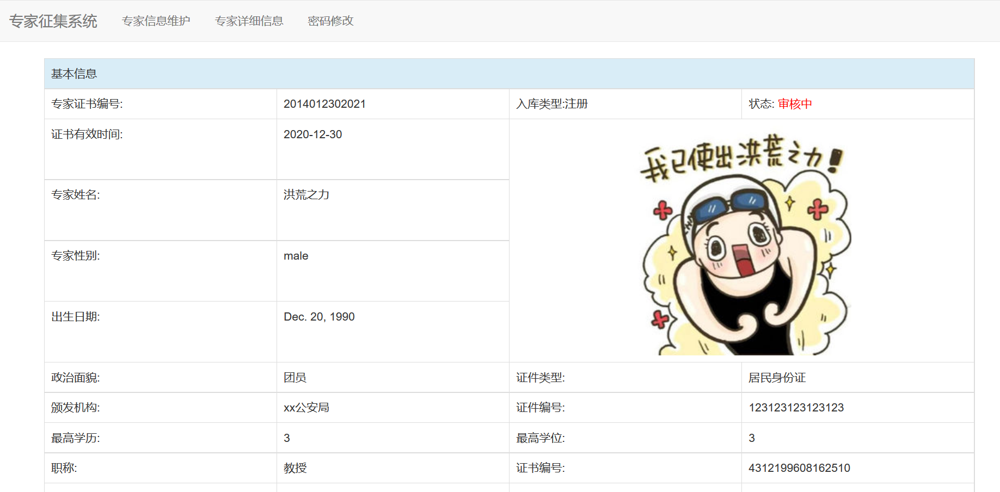 专家征集系统 专家信息维护 专家详细信息 密码修改
基本信息
专家证书编号: 2014012302021 入库类型:注册 状态: 审核中
证书有效时间: 2020-12-30
我已使出洪荒之力!
专家姓名: 洪荒之力
专家性别: male
出生日期: Dec. 20, 1990
政治面貌: 团员 证件类型: 居民身份证
颁发机构: xx公安局 证件编号: 123123123123123
最高学历: 3 最高学位: 3
职称: 教授 证书编号: 4312199608162510